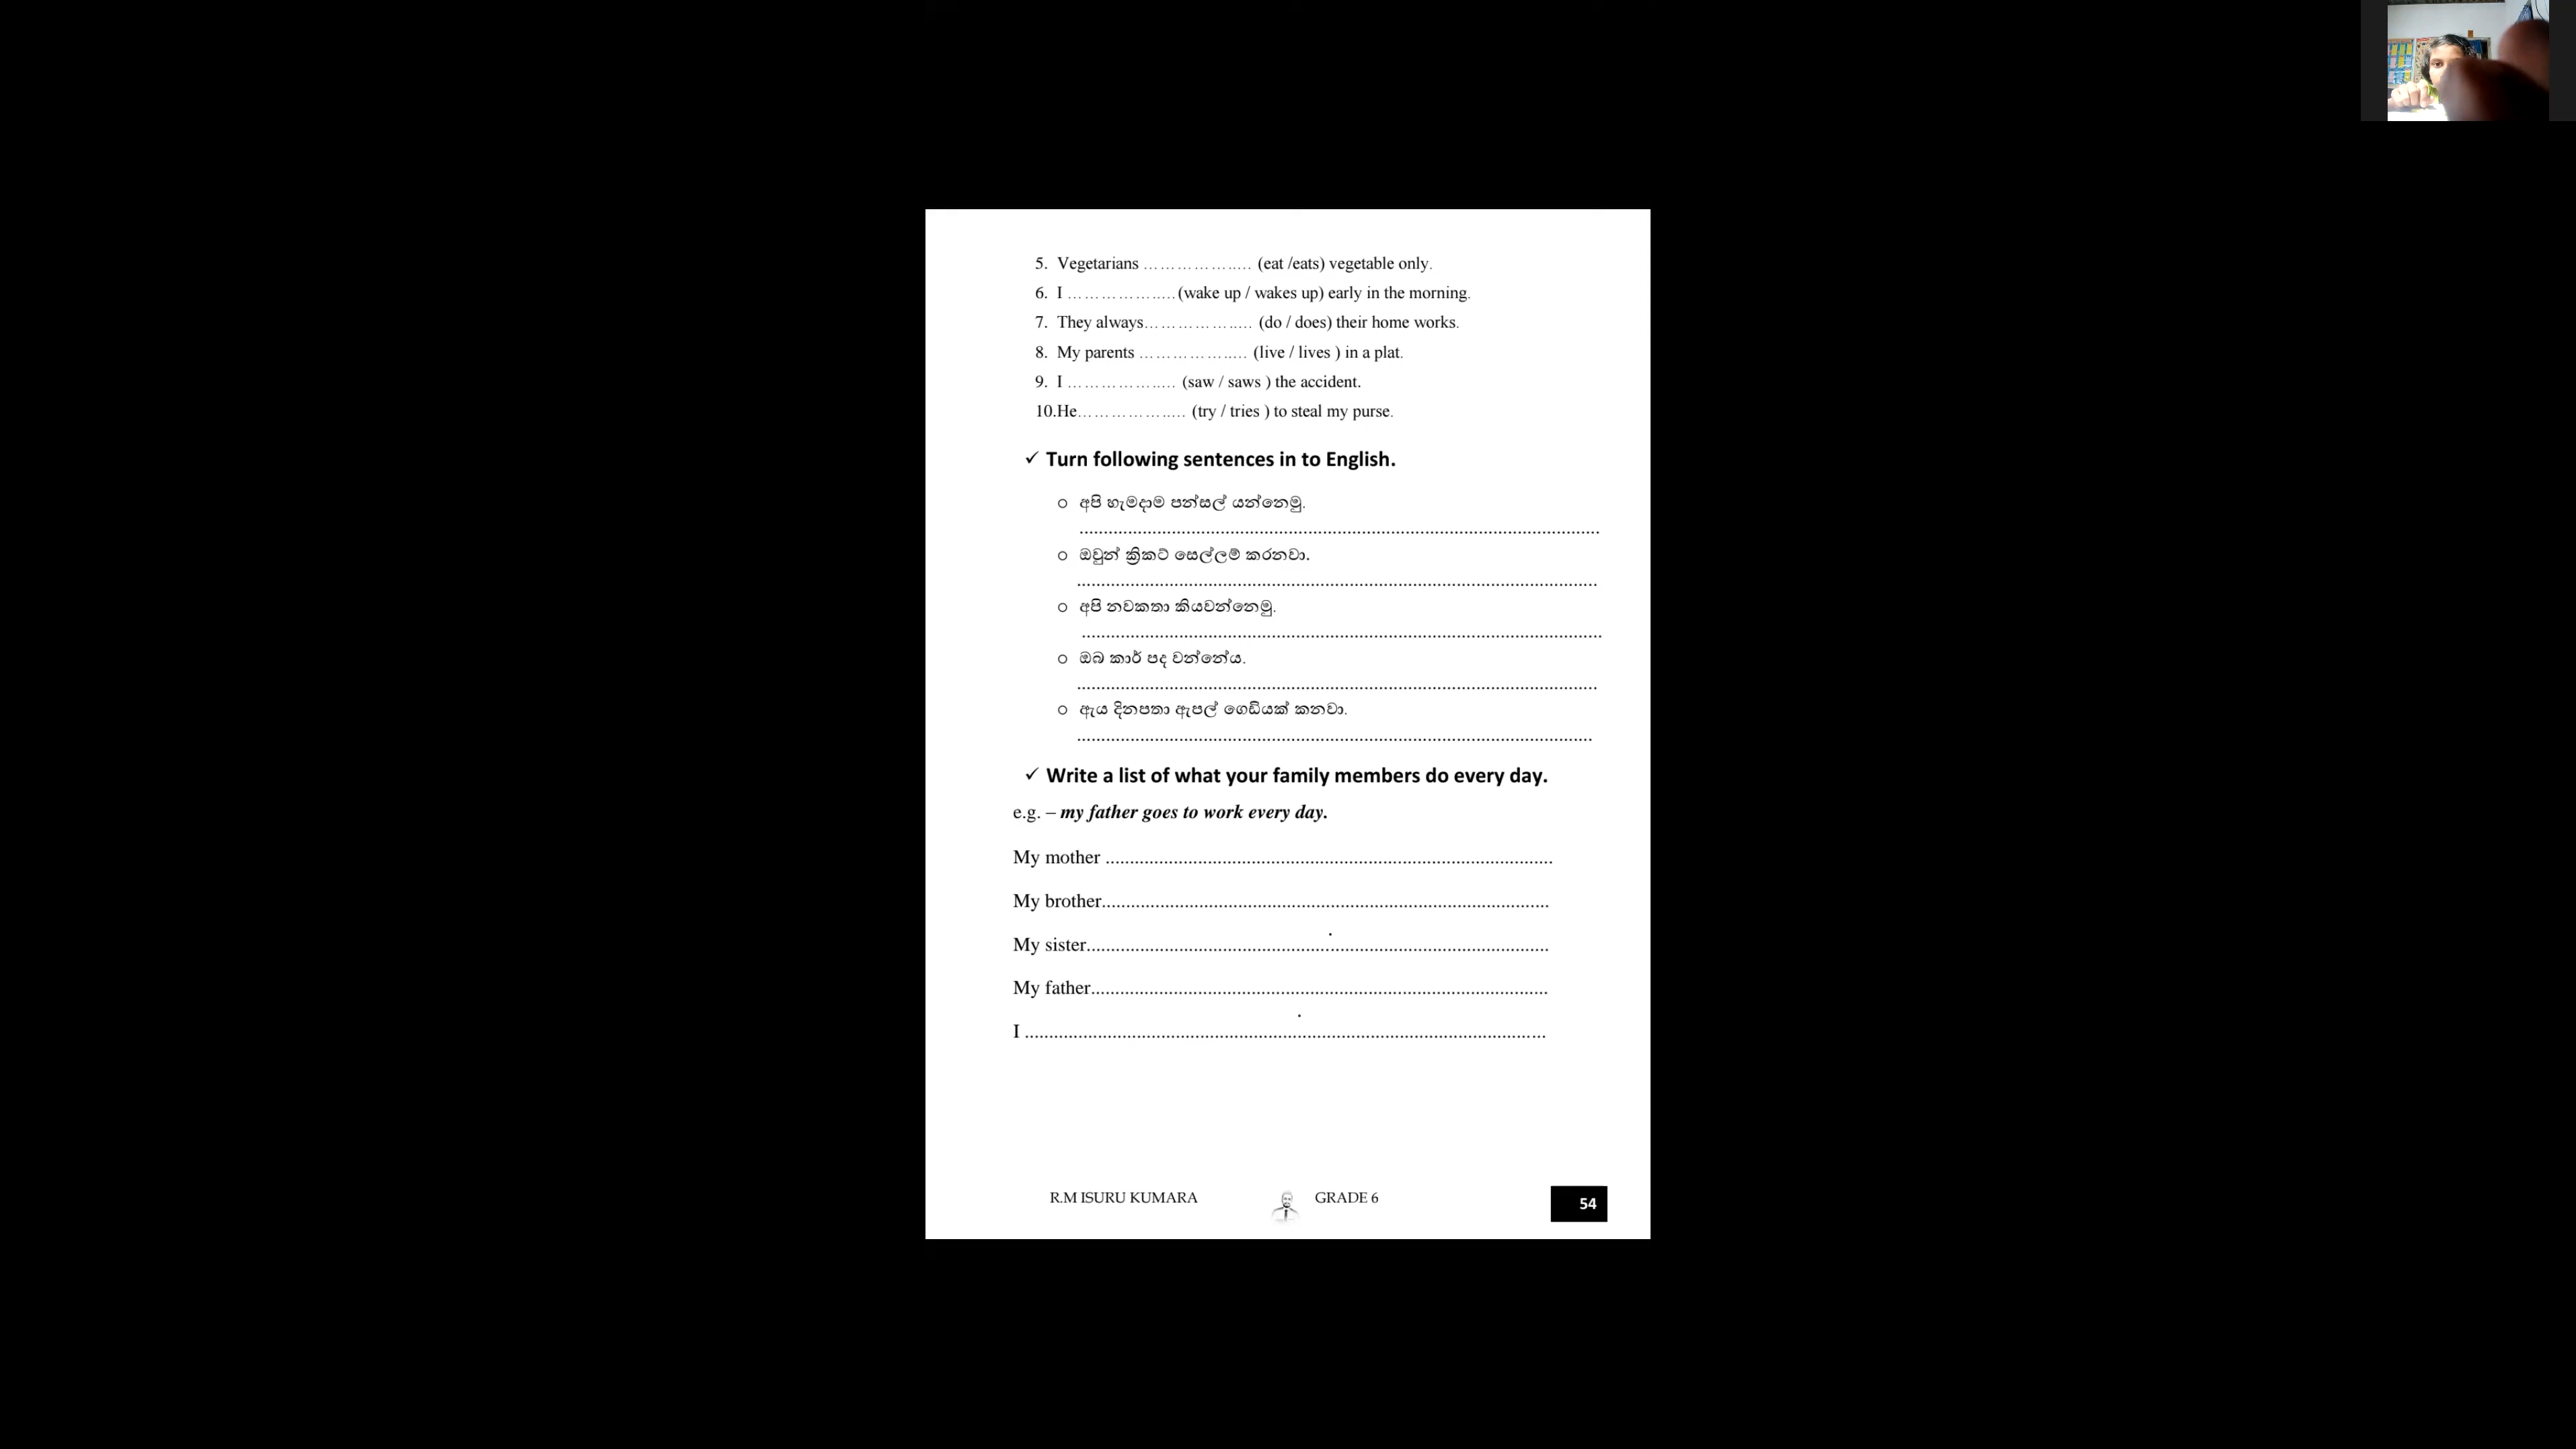 5. Vegetarians ………………... (eat /eats) vegetable only.
6. I ………………...(wake up / wakes up) early in the morning.
7. They always………………... (do / does) their home works.
8. My parents ………………... (live / lives ) in a plat.
9. I ………………... (saw / saws ) the accident.
10.He………………... (try / tries ) to steal my purse.
✓ Turn following sentences in to English.
o අපි හැමදාම පන්සල් යන්නෙමු.
...........................................................................................................
o ඔවුන් ක්‍රිකට් සෙල්ලම් කරනවා.
...........................................................................................................
o අපි නවකතා කියවන්නෙමු.
...........................................................................................................
o ඔබ කාර් පද වන්නේය.
...........................................................................................................
o ඇය දිනපතා ඇපල් ගෙඩියක් කනවා.
..........................................................................................................
✓ Write a list of what your family members do every day.
e.g. – my father goes to work every day.
My mother ............................................................................................
My brother............................................................................................
My sister...............................................................................................
My father..............................................................................................
I ...........................................................................................................
R.M ISURU KUMARA GRADE 6 54